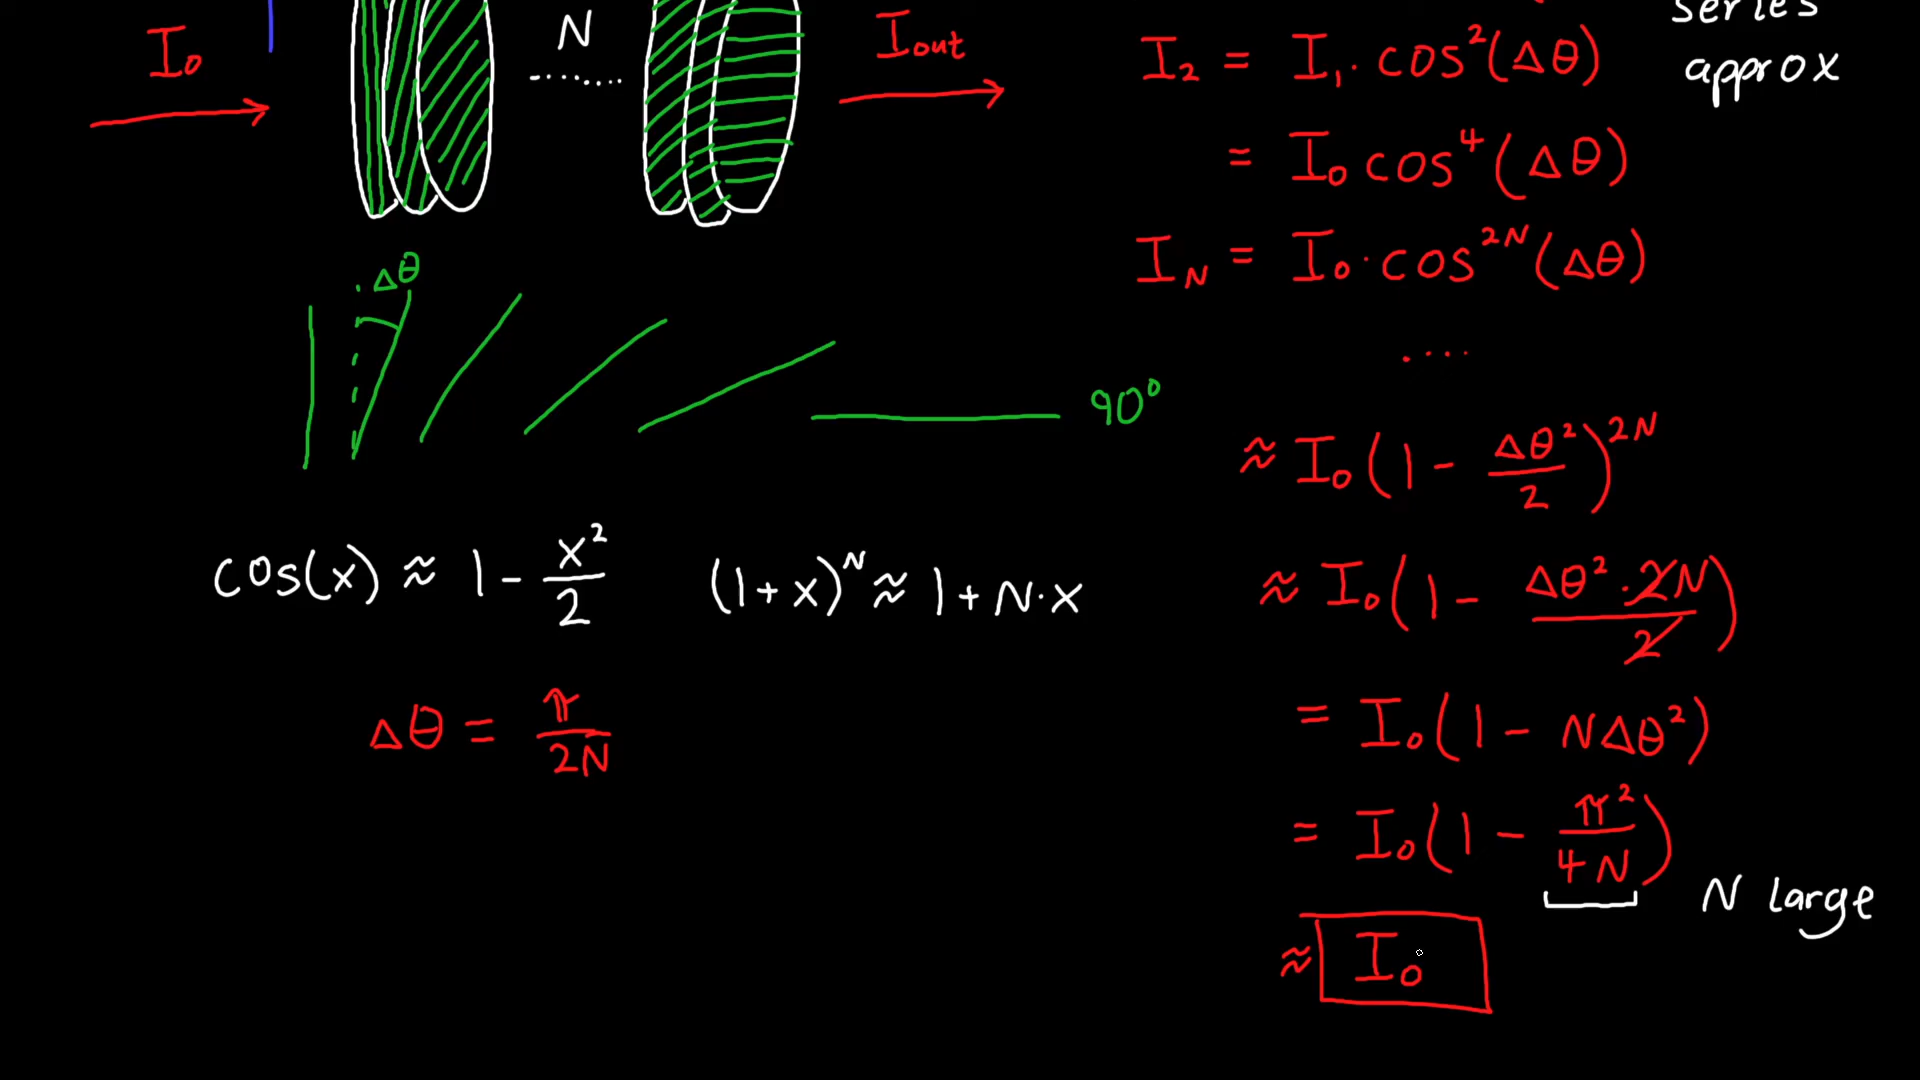 I₀
N
I_out
series
approx
I₂ = I₁ · cos²(Δθ)
= I₀ cos⁴(Δθ)
I_N = I₀ · cos^{2N}(Δθ)
....
Δθ
90°
≈ I₀(1 - Δθ²/2)^{2N}
cos(x) ≈ 1 - x²/2
(1+x)^N ≈ 1+N·x
≈ I₀(1 - Δθ²·2N/2)
Δθ = π/2N
= I₀(1 - NΔθ²)
= I₀(1 - π²/4N)
N large
≈ I₀